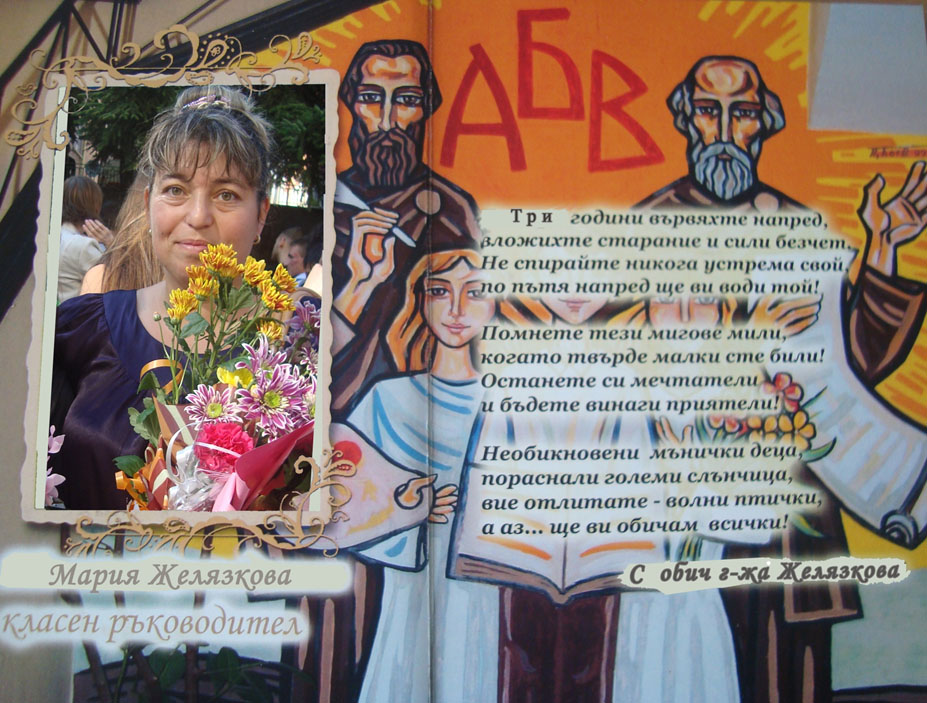 АБВ
Три години вървяхте напред,
вложихте старание и сили безчет.
Не спирайте никога устрема свой,
по пътя напред ще ви води той!
Помнете тези мигове мили,
когато твърде малки сте били!
Останете си мечтатели
и бъдете винаги приятели!
Необикновени мънички деца,
пораснали големи слънчица,
вие отлитате - волни птички,
а аз... ще ви обичам всички!
С обич г-жа Желязкова
Мария Желязкова
класен ръководител